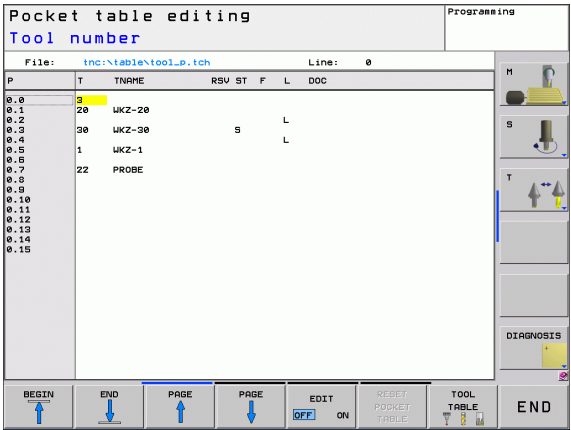 Pocket table editing
Programming
Tool number
File: tnc:\table\tool_p.tch Line: 0
P T TNAME RSV ST F L DOC
0.0 3
0.1 20 WKZ-20
0.2 L
0.3 30 WKZ-30 S
0.4 L
0.5 1 WKZ-1
0.6
0.7 22 PROBE
0.8
0.9
0.10
0.11
0.12
0.13
0.14
0.15
M
S
T
DIAGNOSIS
BEGIN
END
PAGE
PAGE
EDIT
OFF ON
RESET
POCKET
TABLE
TOOL
TABLE
END